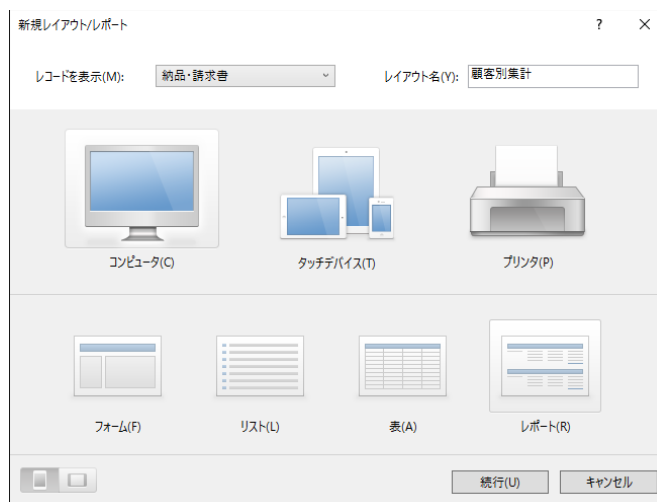 新規レイアウト/レポート
レコードを表示(M): 納品・請求書 レイアウト名(Y): 顧客別集計
コンピュータ(C) タッチデバイス(T) プリンタ(P)
フォーム(F) リスト(L) 表(A) レポート(R)
続行(U) キャンセル